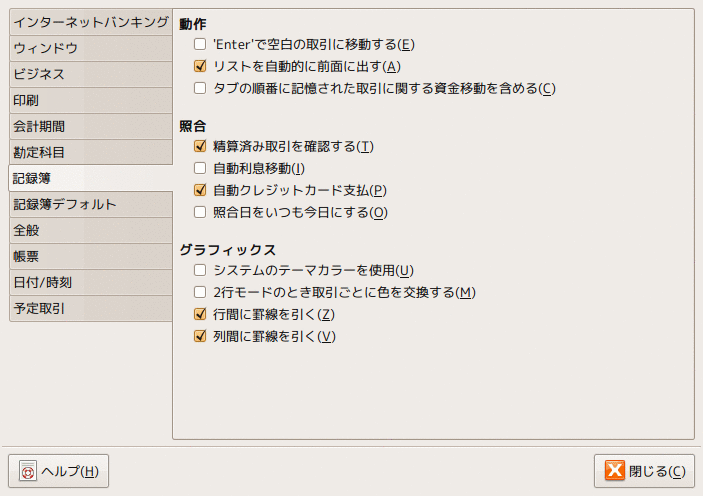 インターネットバンキング
ウィンドウ
ビジネス
印刷
会計期間
勘定科目
記録簿
記録簿デフォルト
全般
帳票
日付/時刻
予定取引
動作
'Enter'で空白の取引に移動する(E)
リストを自動的に前面に出す(A)
タブの順番に記憶された取引に関する資金移動を含める(C)
照合
精算済み取引を確認する(T)
自動利息移動(I)
自動クレジットカード支払(P)
照合日をいつも今日にする(O)
グラフィックス
システムのテーマカラーを使用(U)
2行モードのとき取引ごとに色を交換する(M)
行間に罫線を引く(Z)
列間に罫線を引く(V)
ヘルプ(H)
閉じる(C)